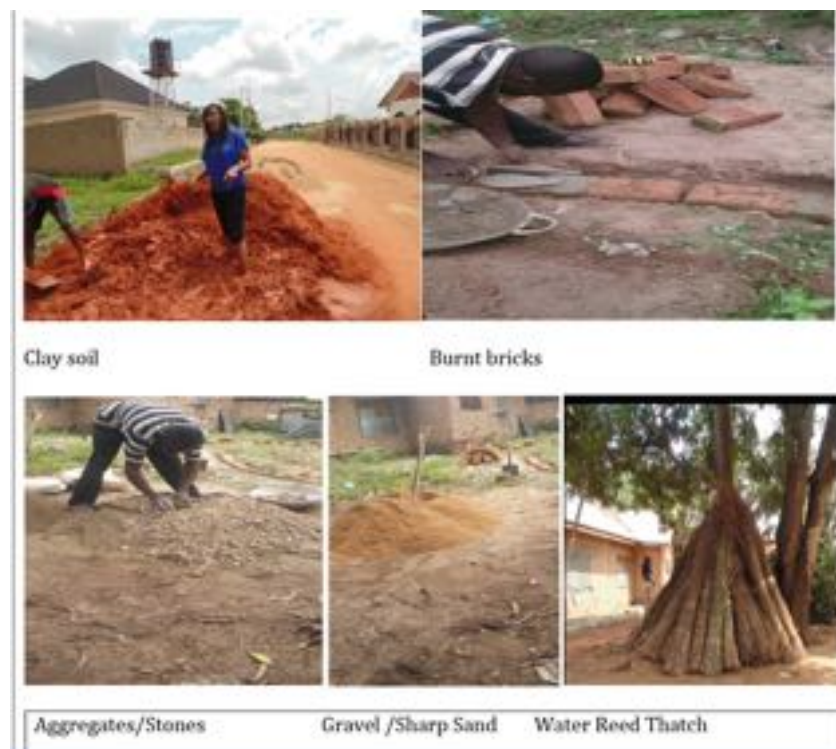 Clay soil
Burnt bricks
Aggregates/Stones
Gravel /Sharp Sand
Water Reed Thatch